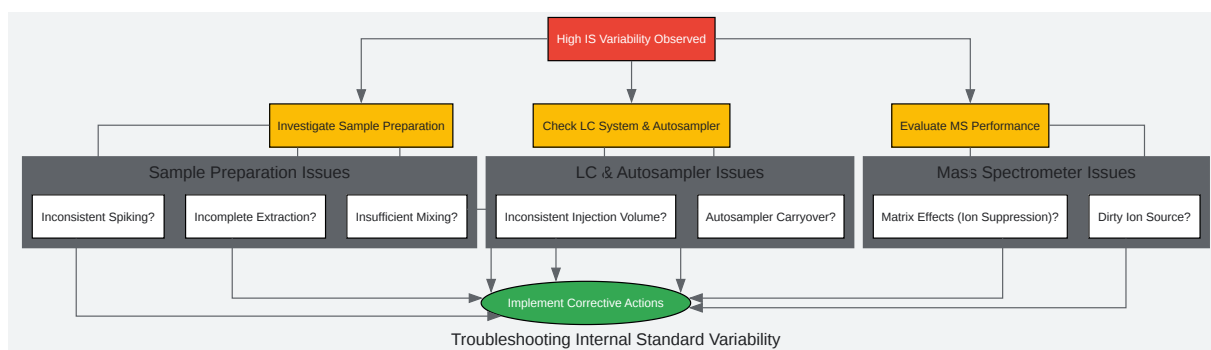 High IS Variability Observed
Investigate Sample Preparation
Check LC System & Autosampler
Evaluate MS Performance
Sample Preparation Issues
LC & Autosampler Issues
Mass Spectrometer Issues
Inconsistent Spiking?
Incomplete Extraction?
Insufficient Mixing?
Inconsistent Injection Volume?
Autosampler Carryover?
Matrix Effects (Ion Suppression)?
Dirty Ion Source?
Implement Corrective Actions
Troubleshooting Internal Standard Variability